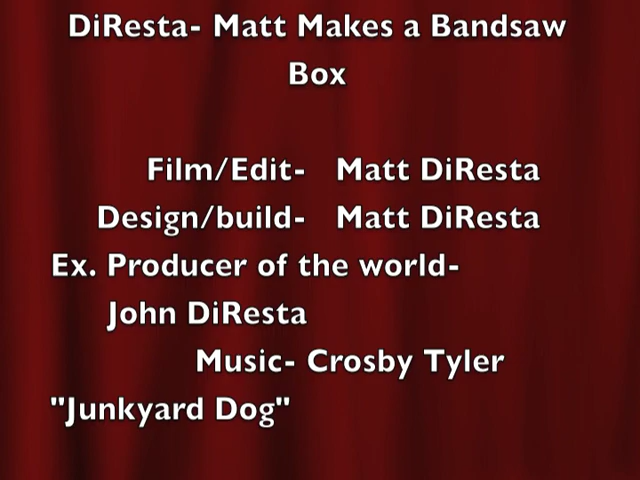 DiResta- Matt Makes a Bandsaw
Box
Film/Edit- Matt DiResta
Design/build- Matt DiResta
Ex. Producer of the world-
John DiResta
Music- Crosby Tyler
"Junkyard Dog"